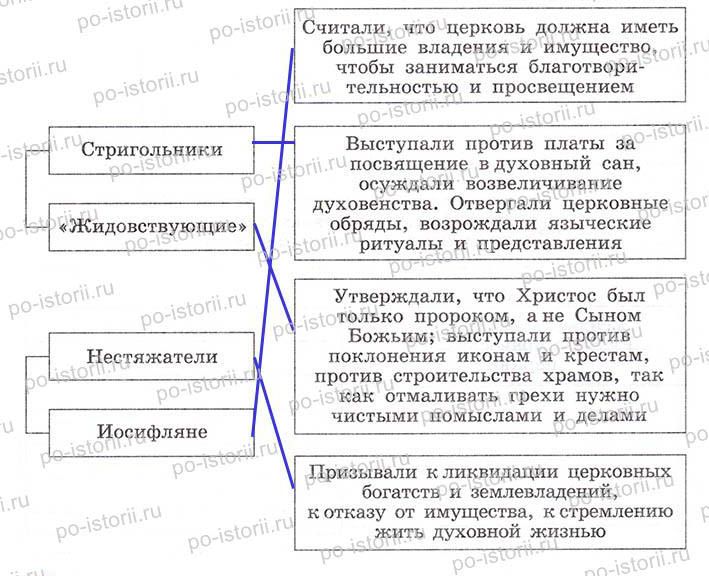 Считали, что церковь должна иметь
большие владения и имущество,
чтобы заниматься благотвори-
тельностью и просвещением
Стригольники
Выступали против платы за
посвящение в духовный сан,
осуждали возвеличивание
духовенства. Отвергали церковные
обряды, возрождали языческие
ритуалы и представления
«Жидовствующие»
Утверждали, что Христос был
только пророком, а не Сыном
Божьим; выступали против
поклонения иконам и крестам,
против строительства храмов, так
как отмаливать грехи нужно
чистыми помыслами и делами
Нестяжатели
Иосифляне
Призывали к ликвидации церковных
богатств и землевладений,
к отказу от имущества, к стремлению
жить духовной жизнью
po-istorii.ru